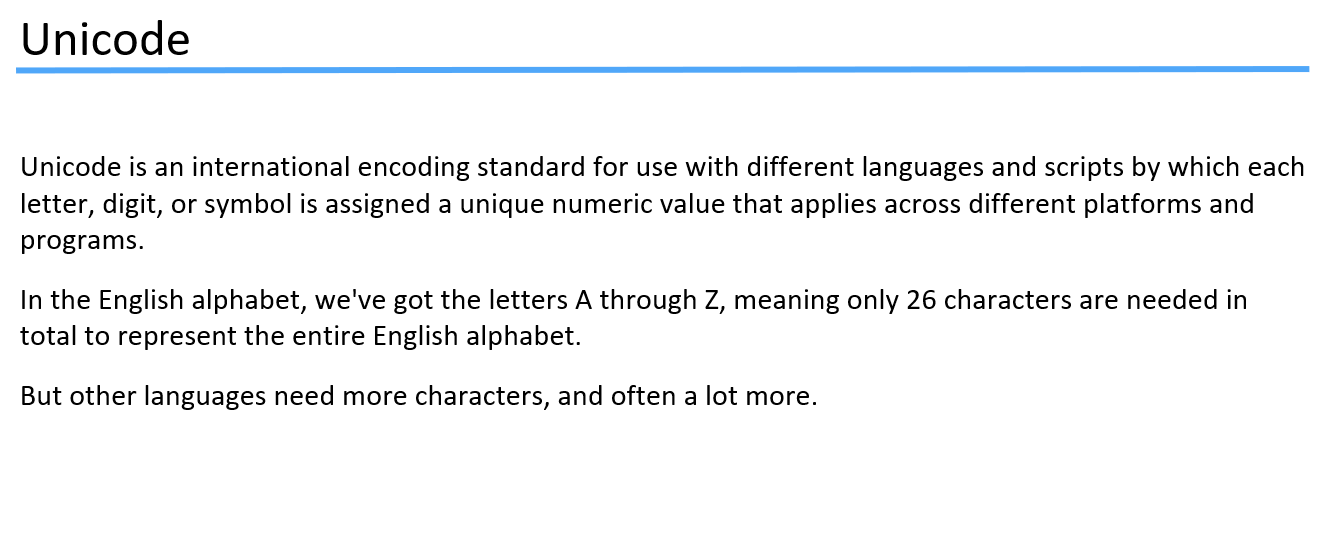 Unicode
Unicode is an international encoding standard for use with different languages and scripts by which each
letter, digit, or symbol is assigned a unique numeric value that applies across different platforms and
programs.
In the English alphabet, we've got the letters A through Z, meaning only 26 characters are needed in
total to represent the entire English alphabet.
But other languages need more characters, and often a lot more.